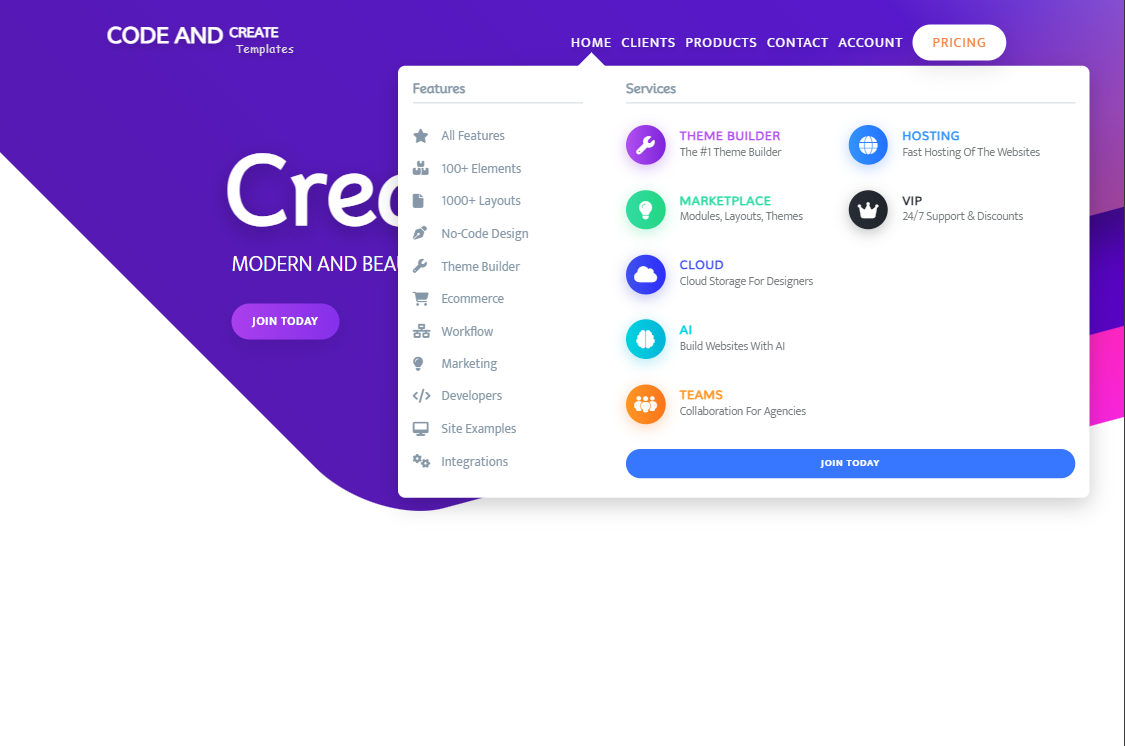 CODE AND CREATE
Templates
HOME CLIENTS PRODUCTS CONTACT ACCOUNT PRICING
MODERN AND
JOIN TODAY
Features
All Features
100+ Elements
1000+ Layouts
No-Code Design
Theme Builder
Ecommerce
Workflow
Marketing
Developers
Site Examples
Integrations
Services
THEME BUILDER
The #1 Theme Builder
MARKETPLACE
Modules, Layouts, Themes
CLOUD
Cloud Storage For Designers
AI
Build Websites With AI
TEAMS
Collaboration For Agencies
HOSTING
Fast Hosting Of The Websites
VIP
24/7 Support & Discounts
JOIN TODAY